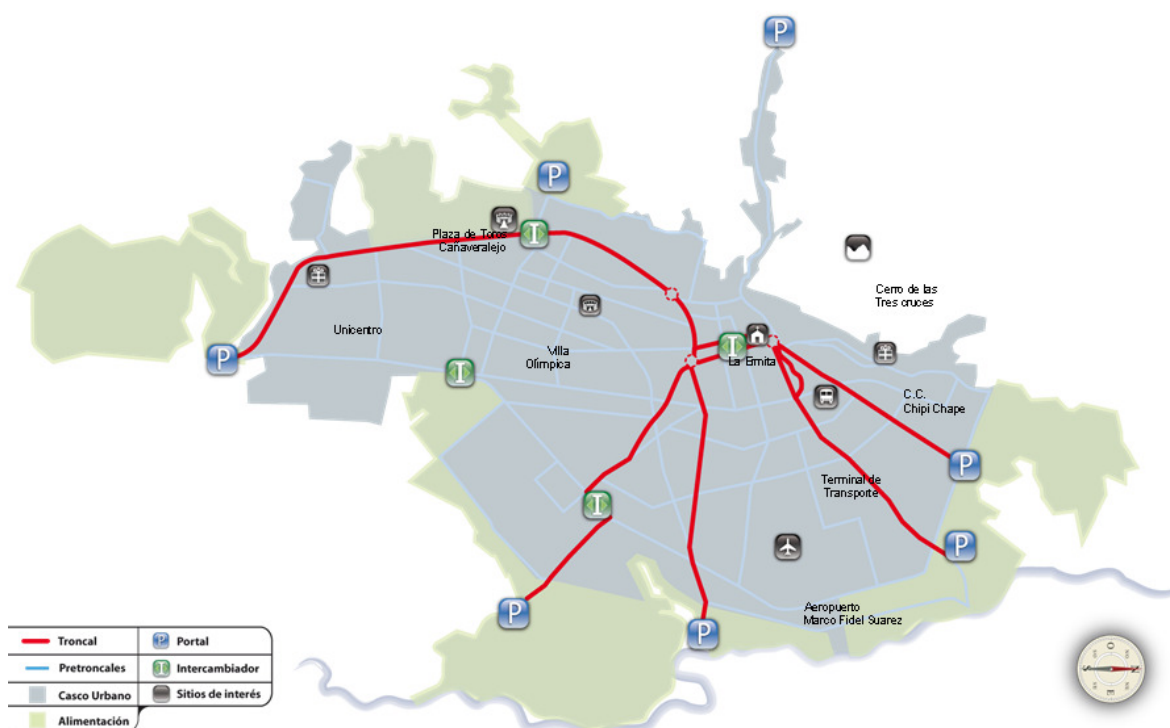 P
P
Plaza de Toros
Cañaveralejo
I
Cerro de las
Tres cruces
Unicentro
Villa
Olímpica
I
La Ermita
I
P
I
C.C.
Chipi Chape
P
Terminal de
Transporte
I
P
Aeropuerto
Marco Fidel Suarez
P
P
Troncal
P
Portal
Pretroncales
I
Intercambiador
Casco Urbano
Sitios de interés
Alimentación